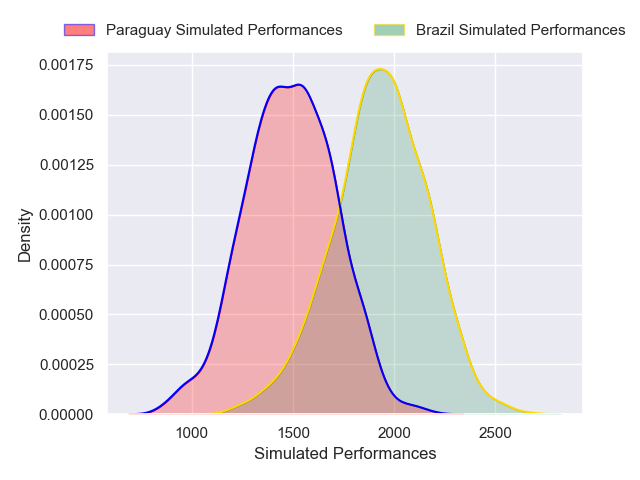 Paraguay Simulated Performances Brazil Simulated Performances
0.00175
0.00150
0.00125
0.00100
0.00075
0.00050
0.00025
0.00000
Density
1000 1500 2000 2500
Simulated Performances